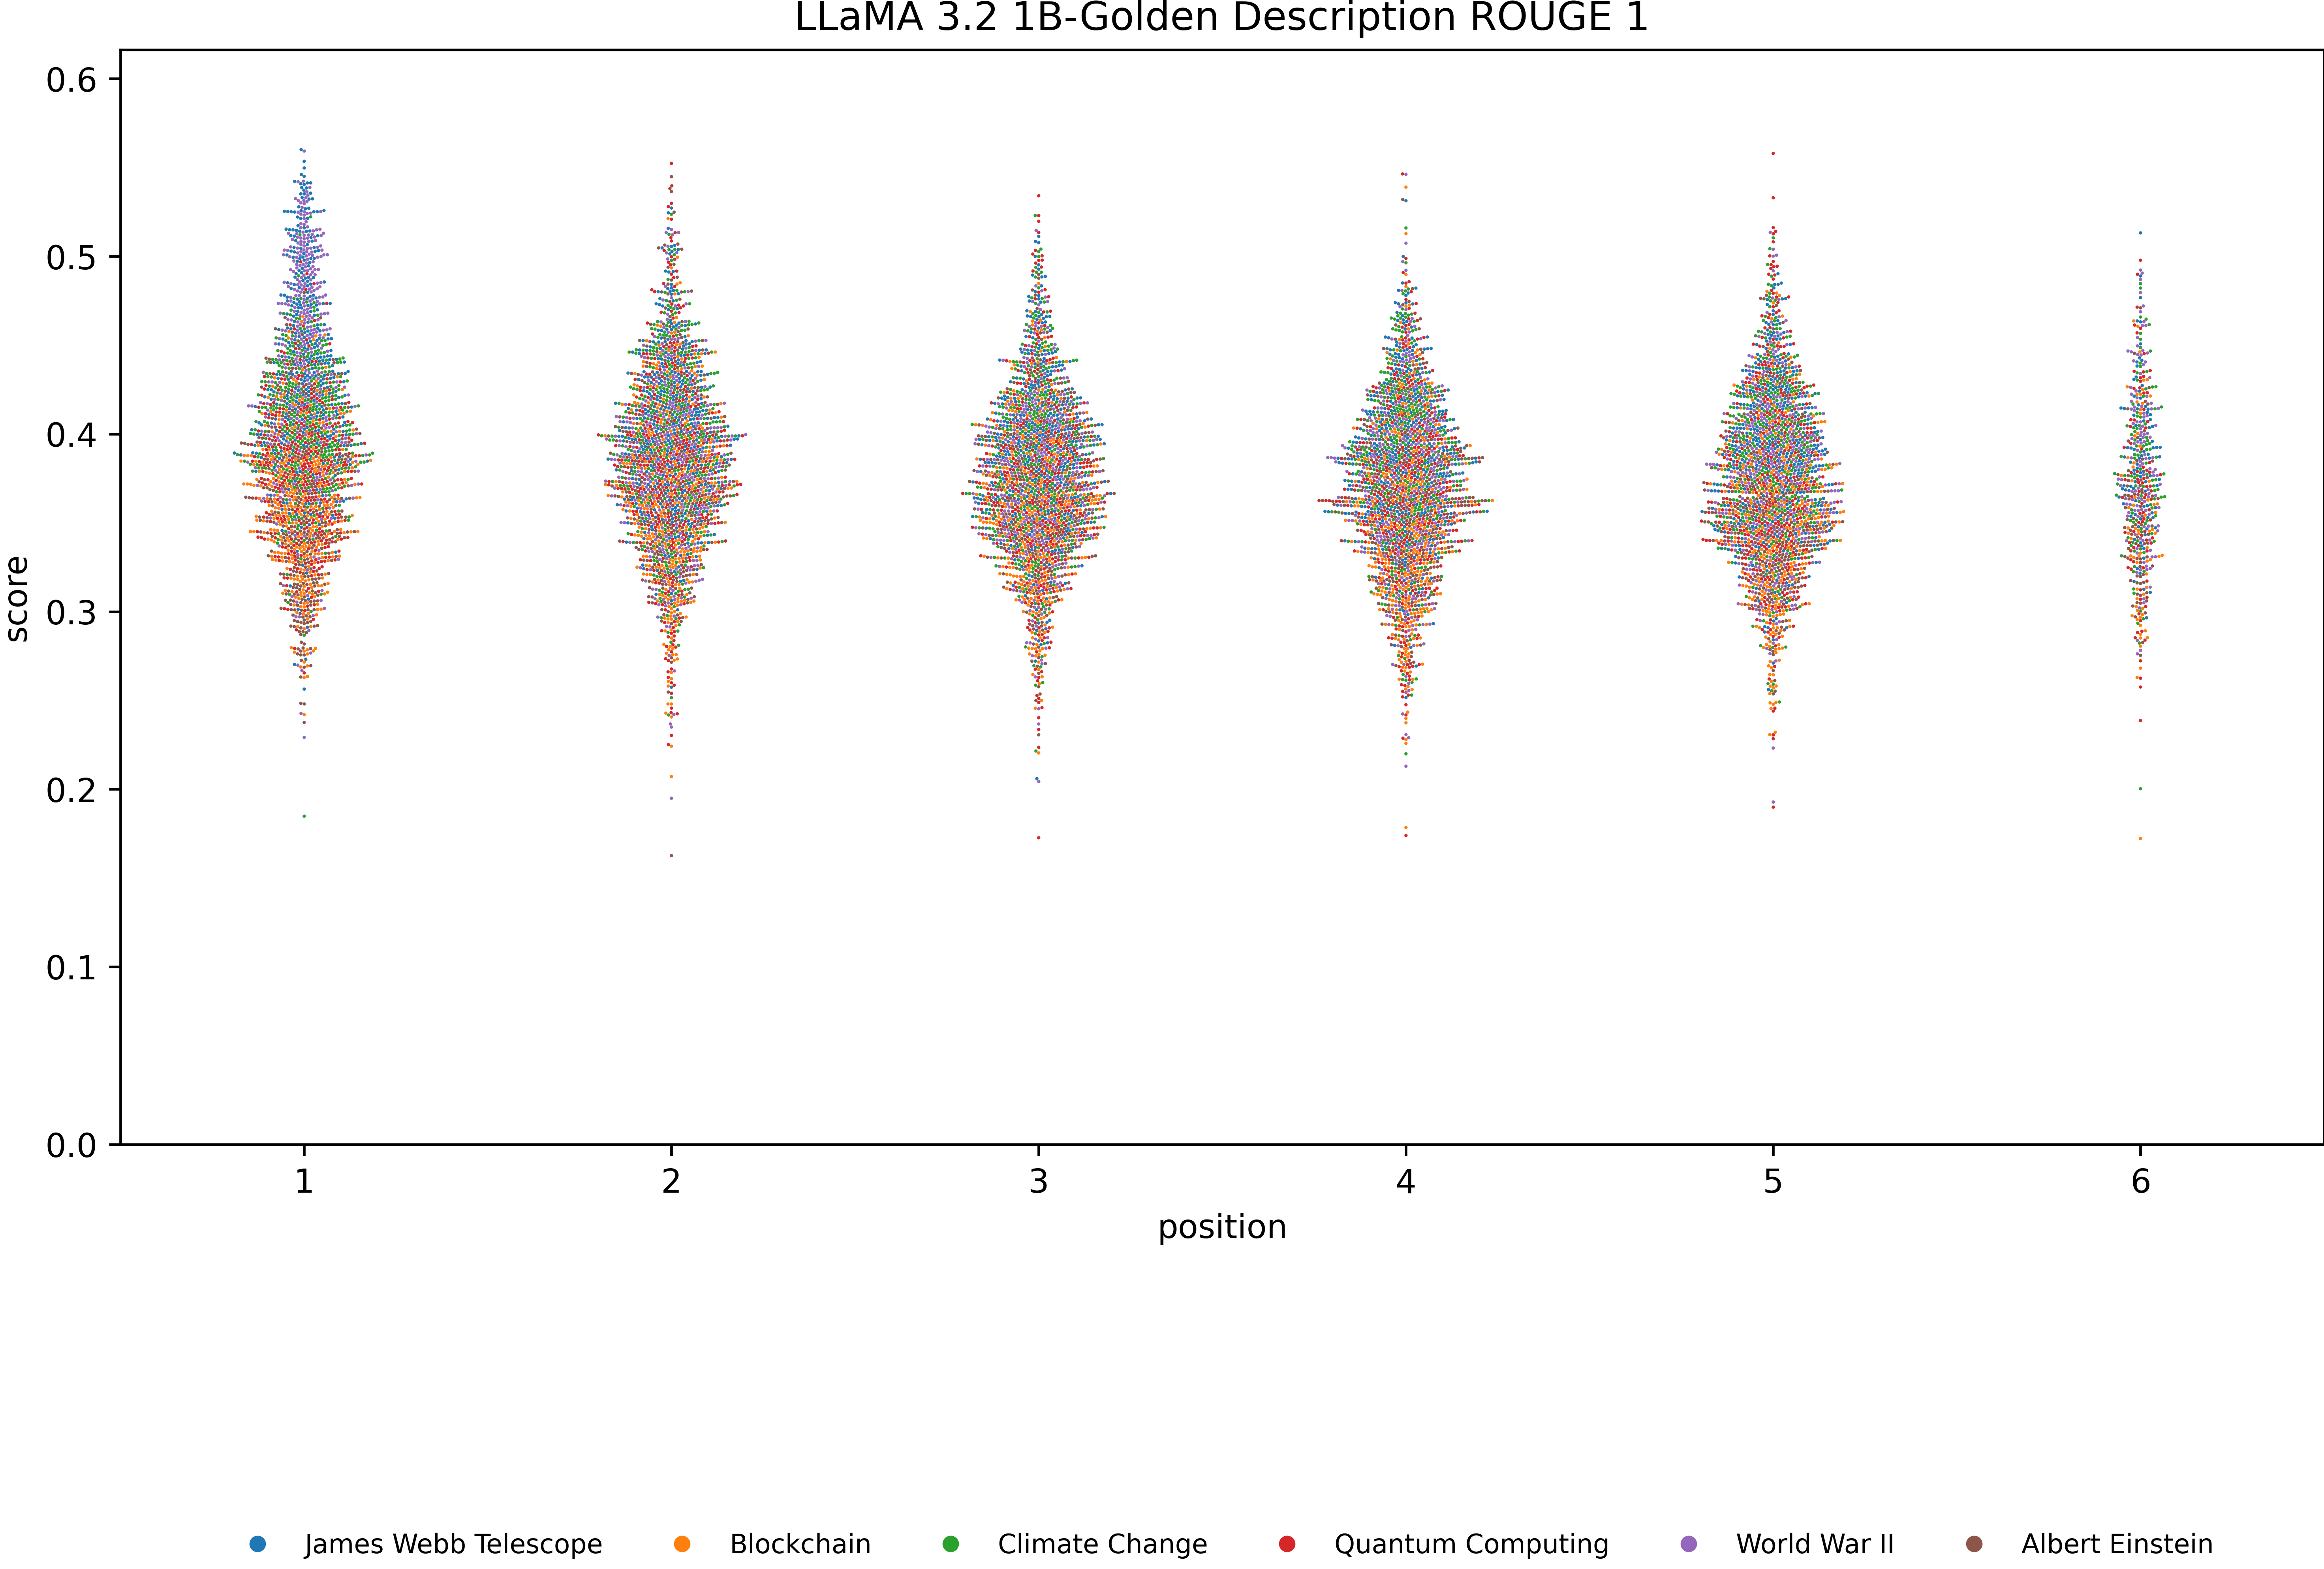 LLaMA 3.2 1B-Golden Description ROUGE 1
0.6
0.5
0.4
0.3
0.2
0.1
0.0
score
1 2 3 4 5 6
position
James Webb Telescope Blockchain Climate Change Quantum Computing World War II Albert Einstein